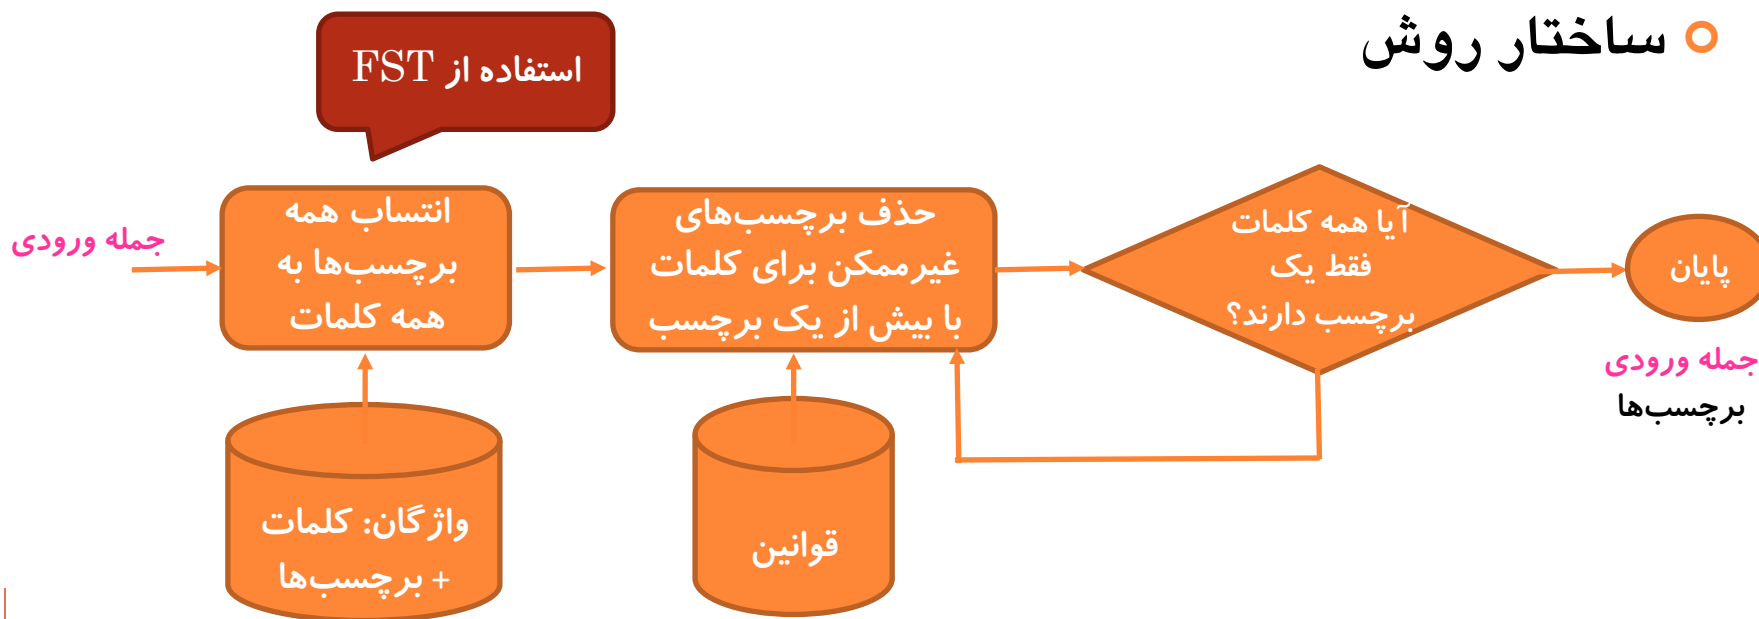 ساختار روش
استفاده از FST
جمله ورودی
انتساب همه
برچسب‌ها به
همه کلمات
حذف برچسب‌های
غیرممکن برای کلمات
با بیش از یک برچسب
آیا همه کلمات
فقط یک
برچسب دارند؟
پایان
جمله ورودی
برچسب‌ها
واژگان: کلمات
+ برچسب‌ها
قوانین